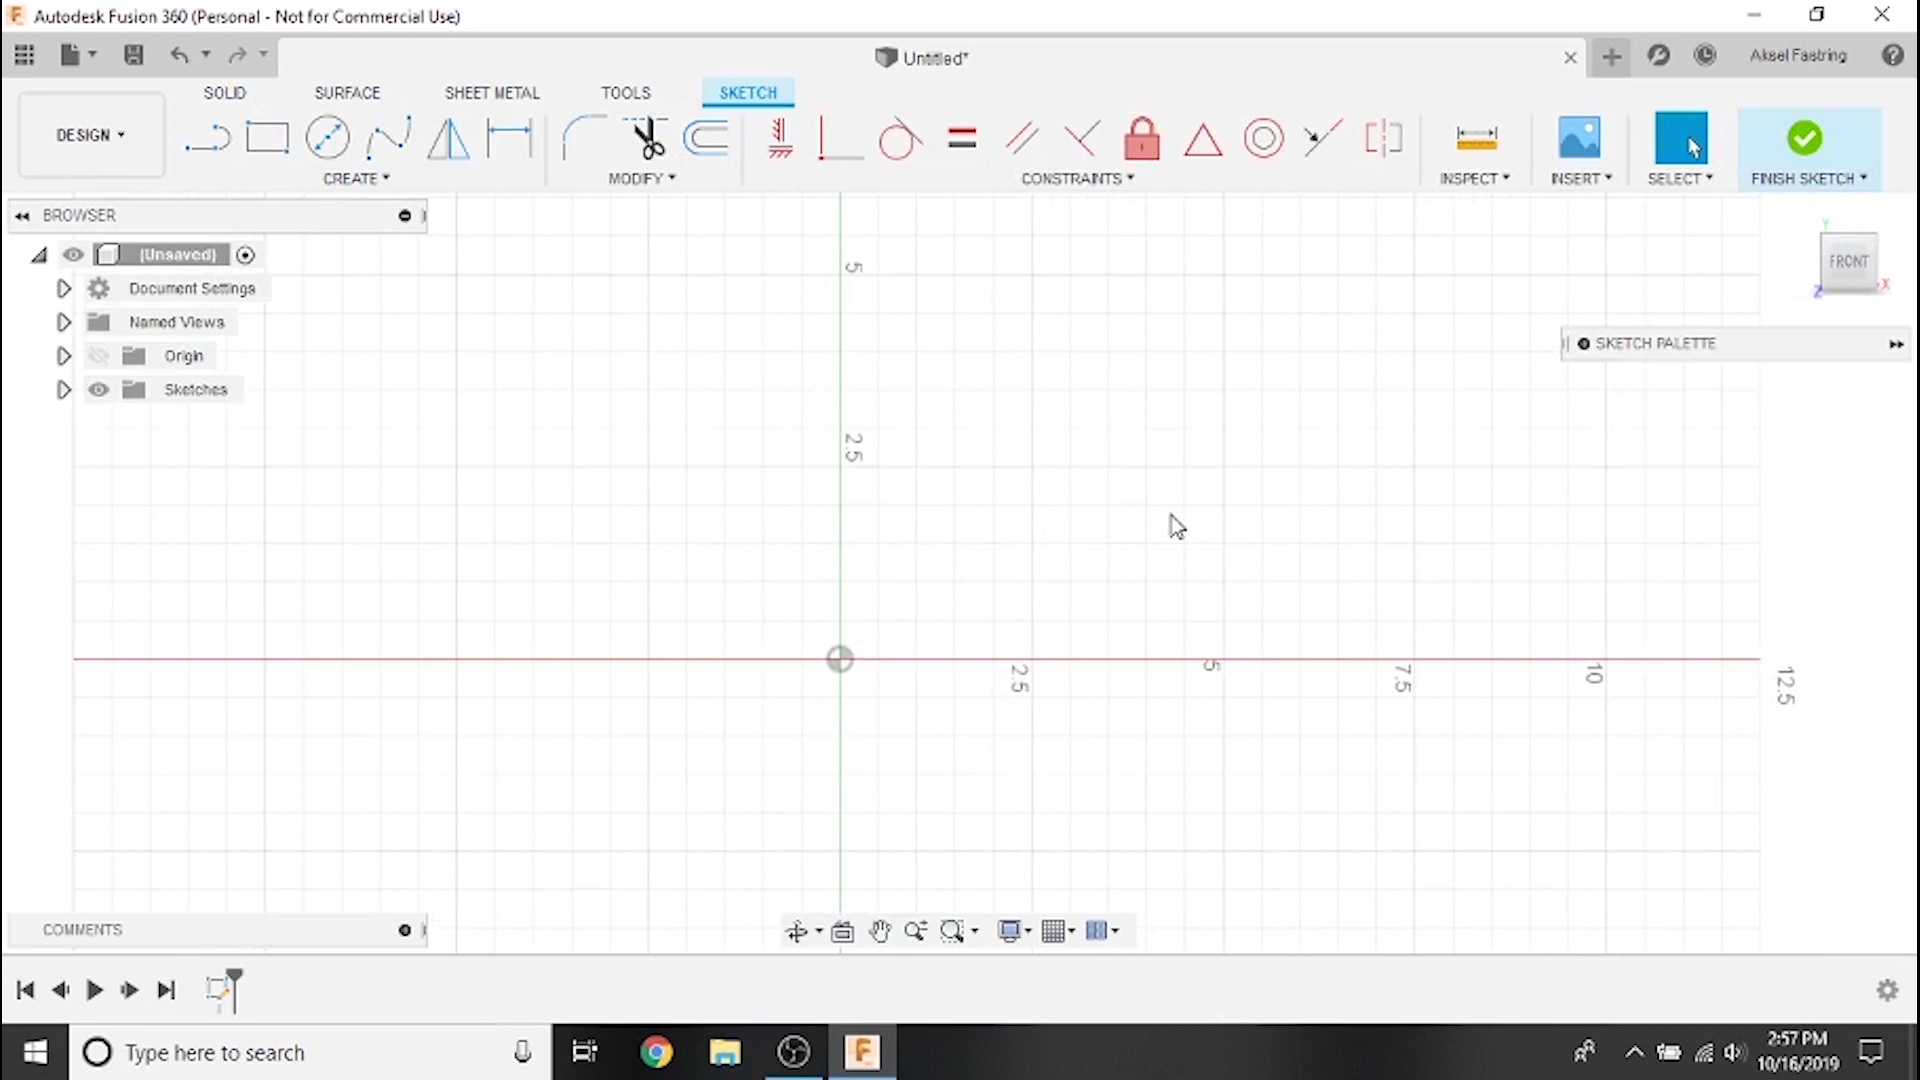 Autodesk Fusion 360 (Personal - Not for Commercial Use)
Untitled*
Aksel Fastring
DESIGN
SOLID
SURFACE
SHEET METAL
TOOLS
SKETCH
CREATE
MODIFY
CONSTRAINTS
INSPECT
INSERT
SELECT
FINISH SKETCH
BROWSER
(Unsaved)
Document Settings
Named Views
Origin
Sketches
Y
FRONT
Z
X
SKETCH PALETTE
5
2.5
2.5
5
7.5
10
12.5
COMMENTS
Type here to search
2:57 PM
10/16/2019